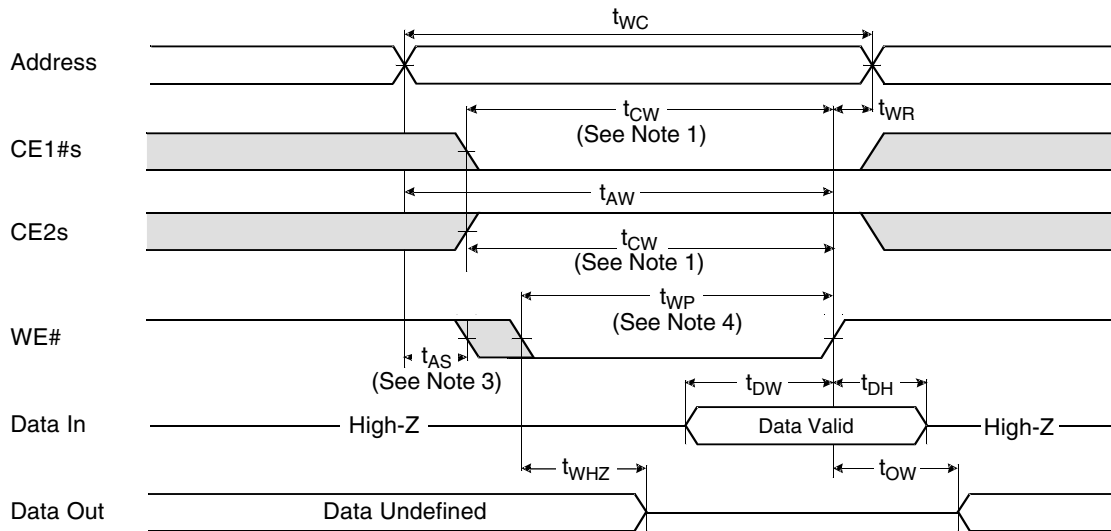 tWC
Address
tCW
(See Note 1)
tWR
CE1#s
tAW
CE2s
tCW
(See Note 1)
tWP
(See Note 4)
WE#
tAS
(See Note 3)
tDW
tDH
Data In
High-Z
Data Valid
High-Z
tWHZ
tOW
Data Out
Data Undefined